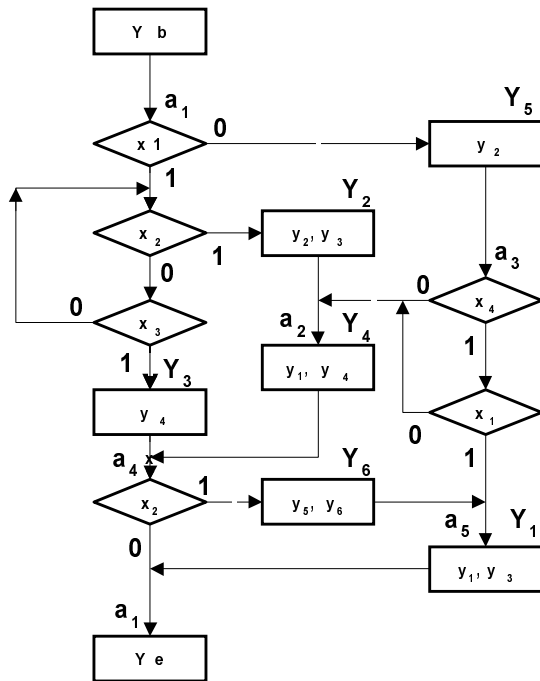 Y b
a 1
Y 5
x 1
0
y 2
1
Y 2
x 2
1
y 2, y 3
a 3
0
0
x 4
0
x 3
a 2
Y 4
1
1
Y 3
y 1, y 4
y 4
x 1
0
a 4
x
Y 6
1
x 2
1
y 5, y 6
a 5
Y 1
0
y 1, y 3
a 1
Y e